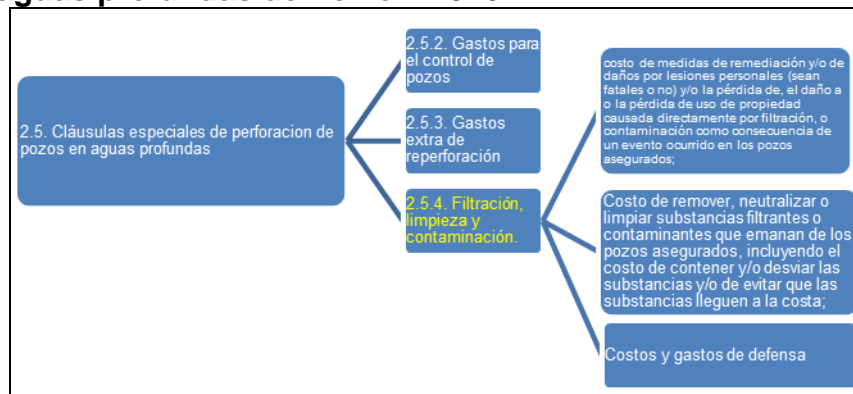 2.5. Cláusulas especiales de perforacion de
pozos en aguas profundas
2.5.2. Gastos para
el control de
pozos
2.5.3. Gastos
extra de
reperforación
2.5.4. Filtración,
limpieza y
contaminación.
costo de medidas de remediación y/o de
daños por lesiones personales (sean
fatales o no) y/o la pérdida de, el daño a
o la pérdida de uso de propiedad
causada directamente por filtración, o
contaminación como consecuencia de
un evento ocurrido en los pozos
asegurados;
Costo de remover, neutralizar o
limpiar substancias filtrantes o
contaminantes que emanan de los
pozos asegurados, incluyendo el
costo de contener y/o desviar las
substancias y/o de evitar que las
substancias lleguen a la costa;
Costos y gastos de defensa